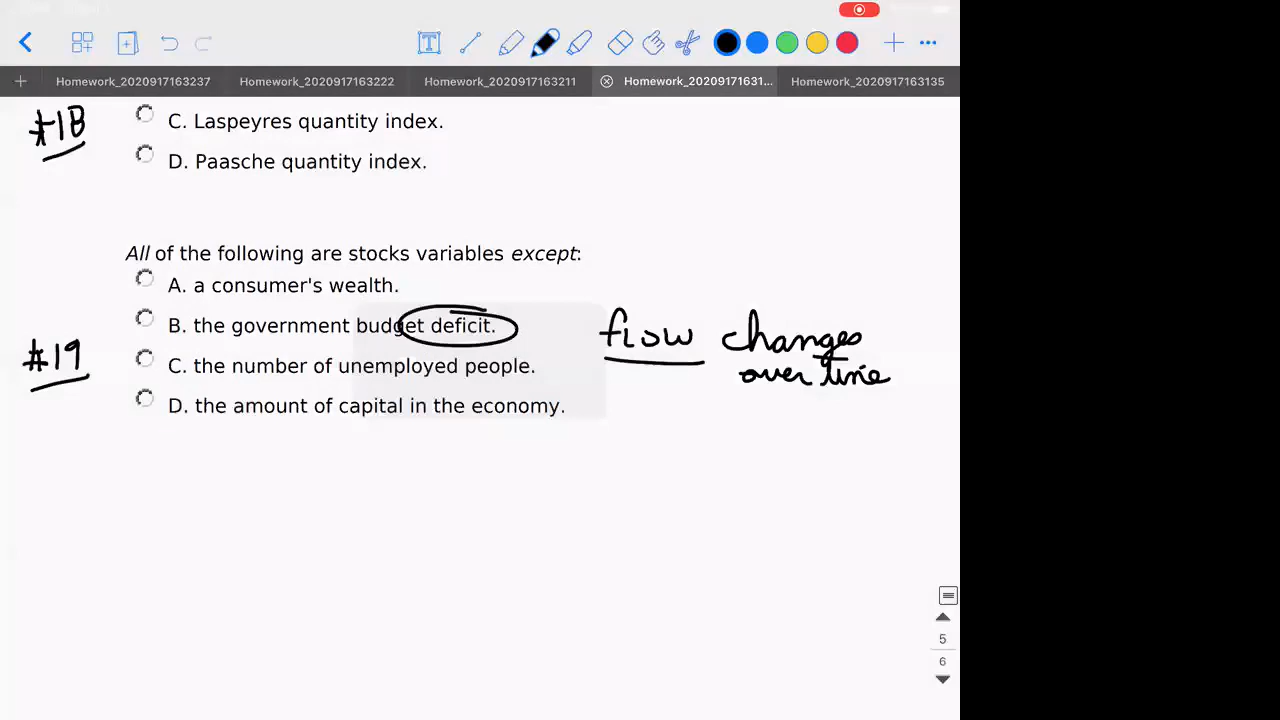 Homework_2020917163237
Homework_2020917163222
Homework_2020917163211
Homework_20209171631...
Homework_2020917163135
#18
C. Laspeyres quantity index.
D. Paasche quantity index.
All of the following are stocks variables except:
A. a consumer's wealth.
B. the government budget deficit.
flow changes
over time
#19
C. the number of unemployed people.
D. the amount of capital in the economy.
5
6